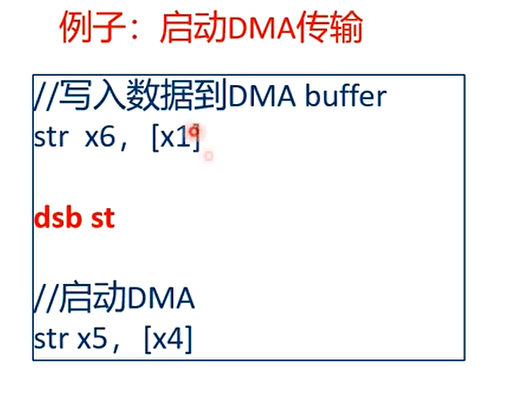 例子：启动DMA传输
//写入数据到DMA buffer
str x6，[x1]
dsb st
//启动DMA
str x5，[x4]